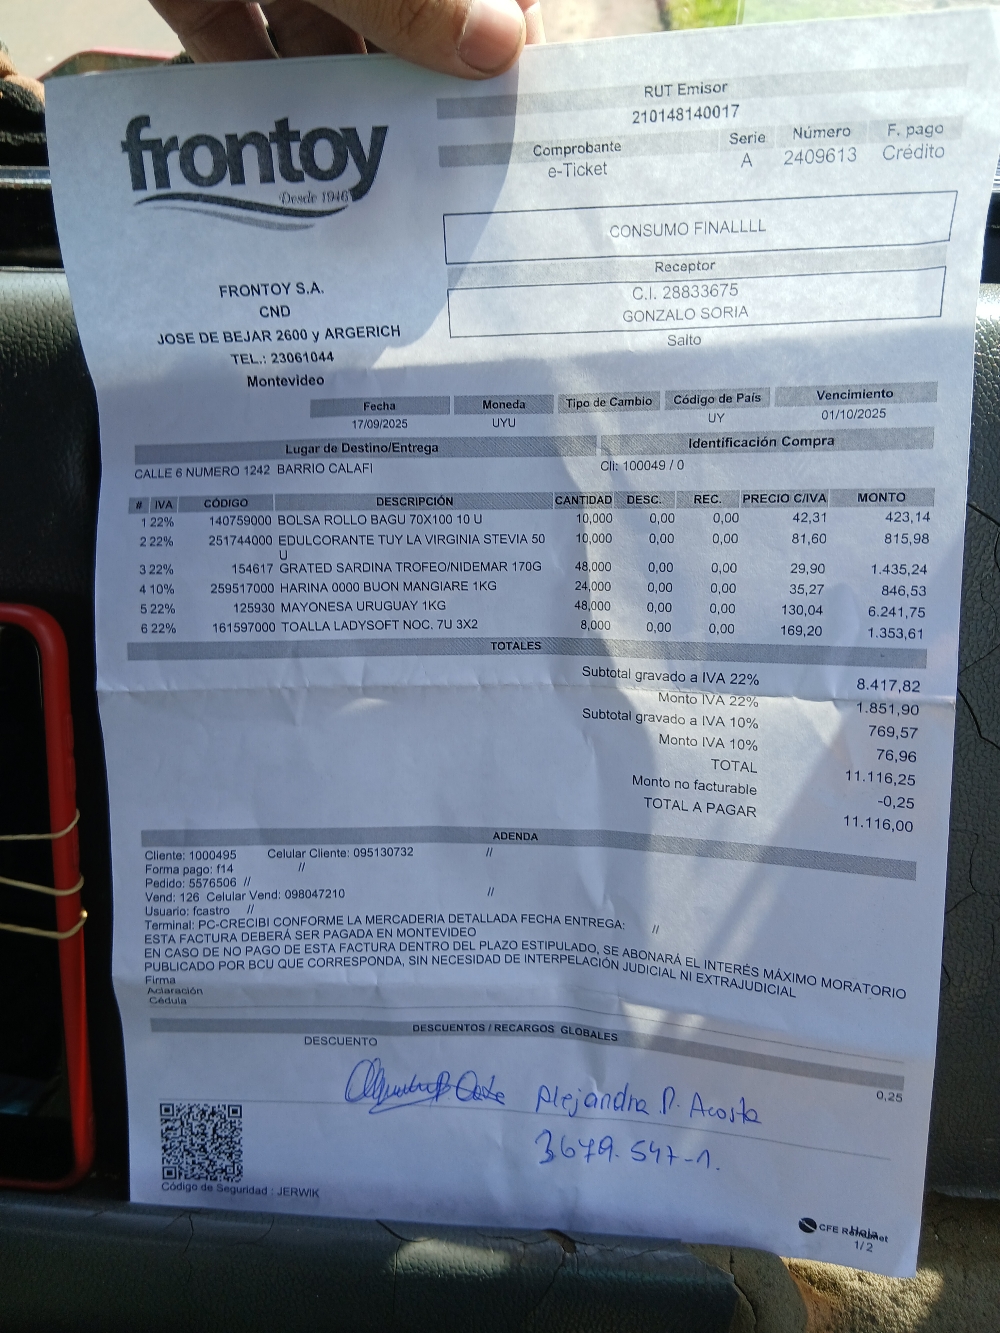 frontoy
Desde 1946
FRONTOY S.A.
CND
JOSE DE BEJAR 2600 y ARGERICH
TEL.: 23061044
Montevideo
RUT Emisor
210148140017
Comprobante Serie Número F. pago
e-Ticket A 2409613 Crédito
CONSUMO FINALLLL
Receptor
C.I. 28833675
GONZALO SORIA
Salto
Fecha Moneda Tipo de Cambio Código de País Vencimiento
17/09/2025 UYU UY 01/10/2025
Lugar de Destino/Entrega Identificación Compra
CALLE 6 NUMERO 1242 BARRIO CALAFI Cli: 100049 / 0
# IVA CÓDIGO DESCRIPCIÓN CANTIDAD DESC. REC. PRECIO C/IVA MONTO
1 22% 140759000 BOLSA ROLLO BAGU 70X100 10 U 10,000 0,00 0,00 42,31 423,14
2 22% 251744000 EDULCORANTE TUY LA VIRGINIA STEVIA 50 10,000 0,00 0,00 81,60 815,98
U
3 22% 154617 GRATED SARDINA TROFEO/NIDEMAR 170G 48,000 0,00 0,00 29,90 1.435,24
4 10% 259517000 HARINA 0000 BUON MANGIARE 1KG 24,000 0,00 0,00 35,27 846,53
5 22% 125930 MAYONESA URUGUAY 1KG 48,000 0,00 0,00 130,04 6.241,75
6 22% 161597000 TOALLA LADYSOFT NOC. 7U 3X2 8,000 0,00 0,00 169,20 1.353,61
TOTALES
Subtotal gravado a IVA 22% 8.417,82
Monto IVA 22% 1.851,90
Subtotal gravado a IVA 10% 769,57
Monto IVA 10% 76,96
TOTAL 11.116,25
Monto no facturable -0,25
TOTAL A PAGAR 11.116,00
ADENDA
Cliente: 1000495 Celular Cliente: 095130732 //
Forma pago: f14 //
Pedido: 5576506 //
Vend: 126 Celular Vend: 098047210 //
Usuario: fcastro //
Terminal: PC-CRECIBI CONFORME LA MERCADERIA DETALLADA FECHA ENTREGA: //
ESTA FACTURA DEBERÁ SER PAGADA EN MONTEVIDEO
EN CASO DE NO PAGO DE ESTA FACTURA DENTRO DEL PLAZO ESTIPULADO, SE ABONARÁ EL INTERÉS MÁXIMO MORATORIO
PUBLICADO POR BCU QUE CORRESPONDA, SIN NECESIDAD DE INTERPELACIÓN JUDICIAL NI EXTRAJUDICIAL
Firma
Aclaración
Cédula
DESCUENTOS / RECARGOS GLOBALES
DESCUENTO 0,25
Alejandra P. Acosta
3679.547-1.
Código de Seguridad : JERWIK
CFE
Hoja
1/2